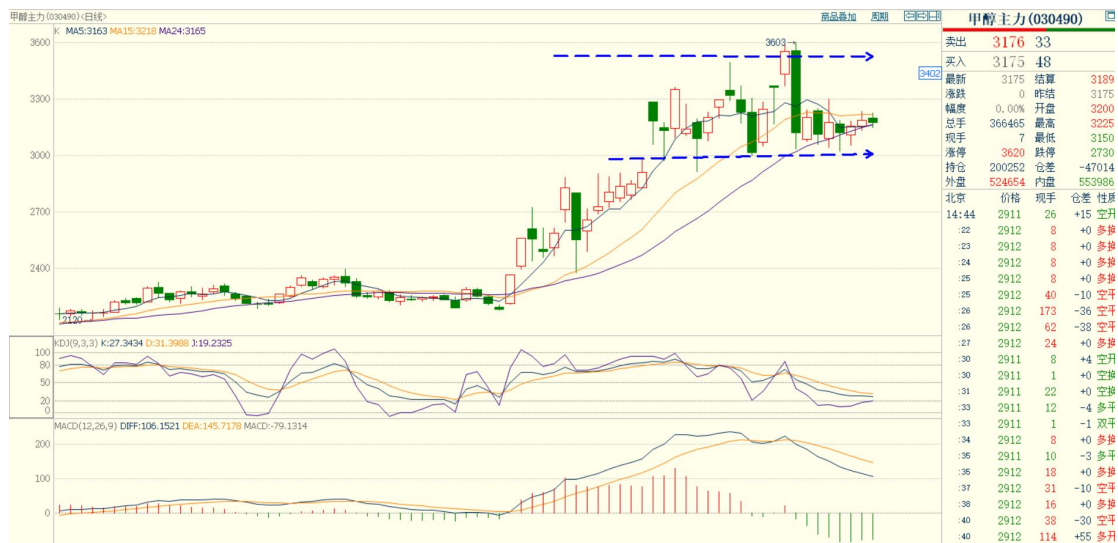 甲醇主力(030490)<日线> 商品叠加 周期
K MA5:3163 MA15:3218 MA24:3165
3600
3603
3402
3300
3000
2700
2400
2120
KDJ(9,3,3) K:27.3434 D:31.3988 J:19.2325
100
80
50
20
0
MACD(12,26,9) DIFF:106.1521 DEA:145.7178 MACD:-79.1314
200
100
0
甲醇主力(030490)
卖出 3176 33
买入 3175 48
最新 3175 结算 3189
涨跌 0 昨结 3175
幅度 0.00% 开盘 3200
总手 366465 最高 3225
现手 7 最低 3150
涨停 3620 跌停 2730
持仓 200252 仓差 -47014
外盘 524654 内盘 553986
北京 价格 现手 仓差 性质
14:44 2911 26 +15 空开
:22 2912 8 +0 多换
:23 2912 8 +0 多换
:24 2912 8 +0 多换
:25 2912 8 +0 多换
:25 2912 40 -10 空平
:26 2912 173 -36 空平
:26 2912 62 -38 空平
:27 2912 24 +0 多换
:30 2911 8 +4 空开
:30 2911 1 +0 空换
:31 2911 22 +0 空换
:33 2911 12 -4 多平
:33 2911 1 -1 双平
:34 2912 8 +0 多换
:35 2911 10 -3 多平
:35 2912 18 +0 多换
:37 2912 31 -10 空平
:38 2912 16 +0 多换
:40 2912 38 -30 空平
:40 2912 114 +55 多开